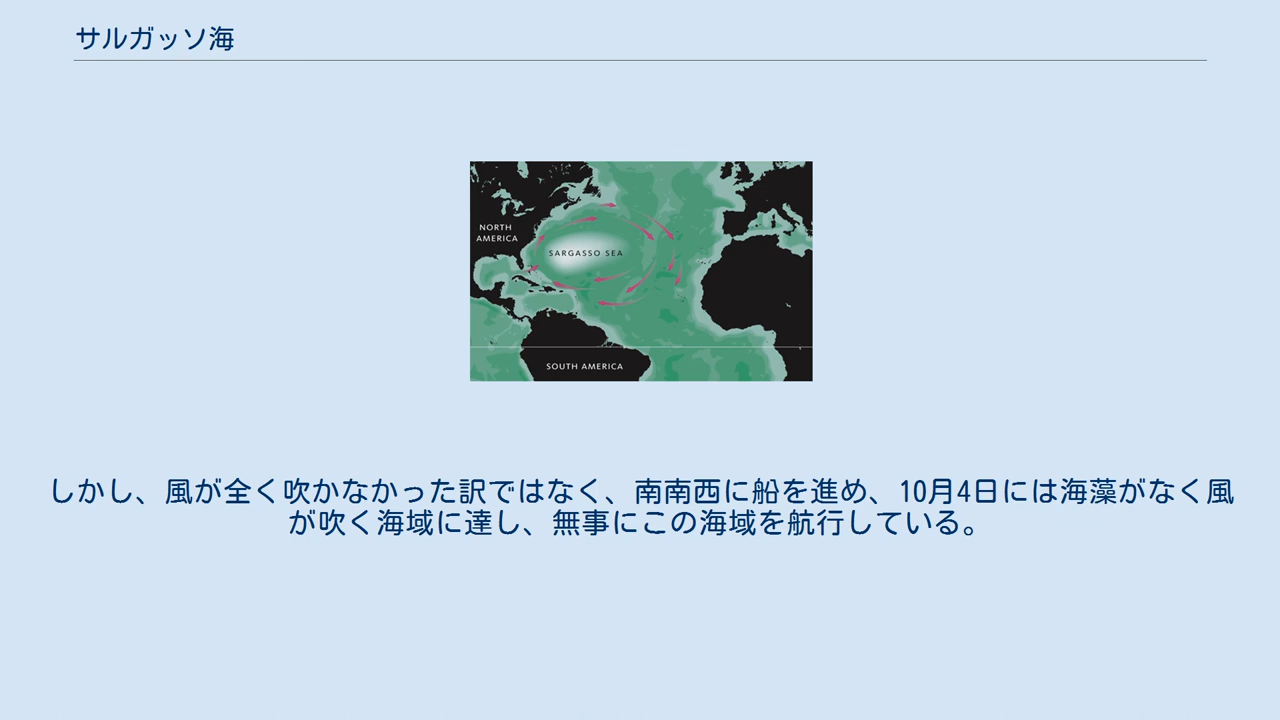 サルガッソ海
NORTH
AMERICA
SARGASSO SEA
SOUTH AMERICA
しかし、風が全く吹かなかった訳ではなく、南南西に船を進め、10月4日には海藻がなく風
が吹く海域に達し、無事にこの海域を航行している。